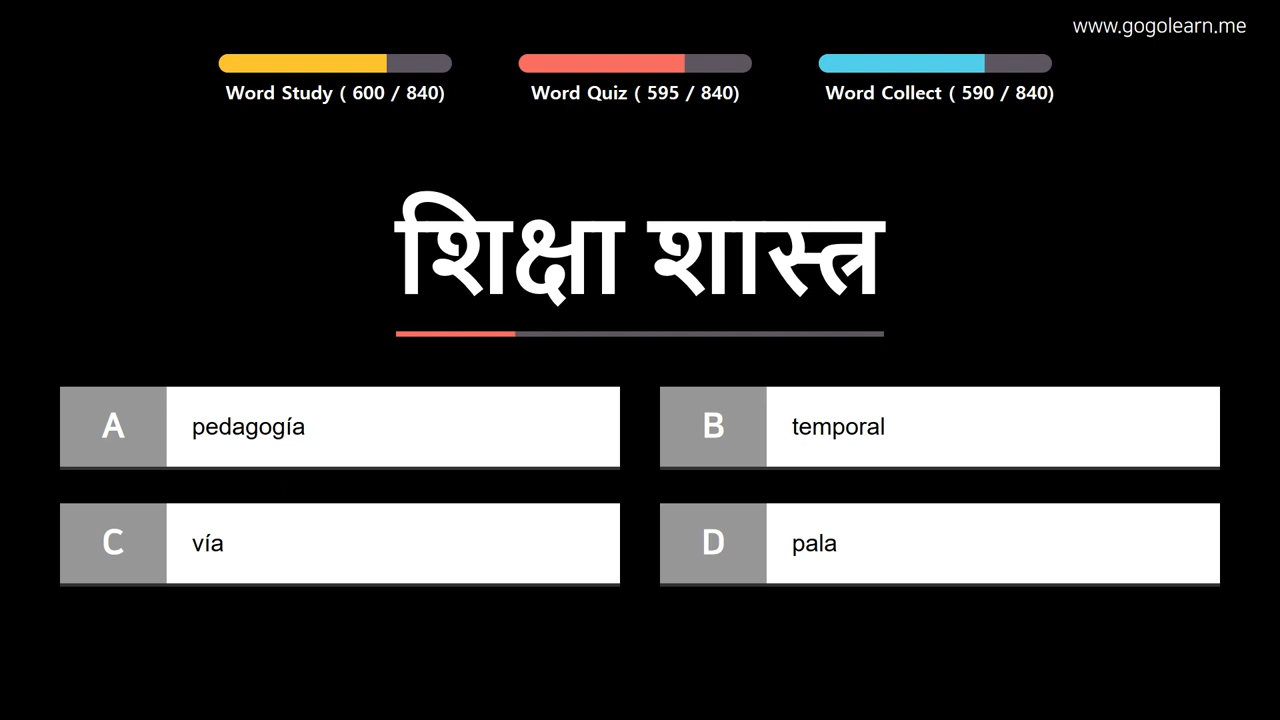 www.gogolearn.me
Word Study ( 600 / 840)
Word Quiz ( 595 / 840)
Word Collect ( 590 / 840)
शिक्षा शास्त्र
A pedagogía
B temporal
C vía
D pala